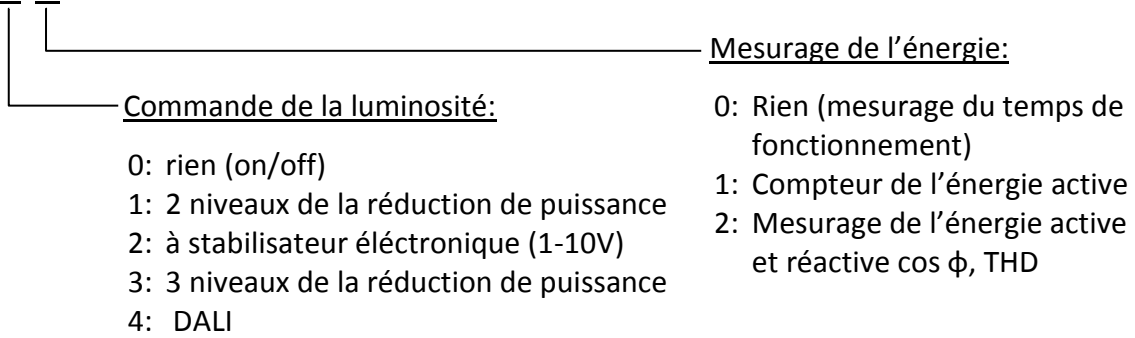 Mesurage de l’énergie:
Commande de la luminosité:
0: Rien (mesurage du temps de
fonctionnement)
1: Compteur de l’énergie active
2: Mesurage de l’énergie active
et réactive cos φ, THD
0: rien (on/off)
1: 2 niveaux de la réduction de puissance
2: à stabilisateur éléctronique (1-10V)
3: 3 niveaux de la réduction de puissance
4: DALI